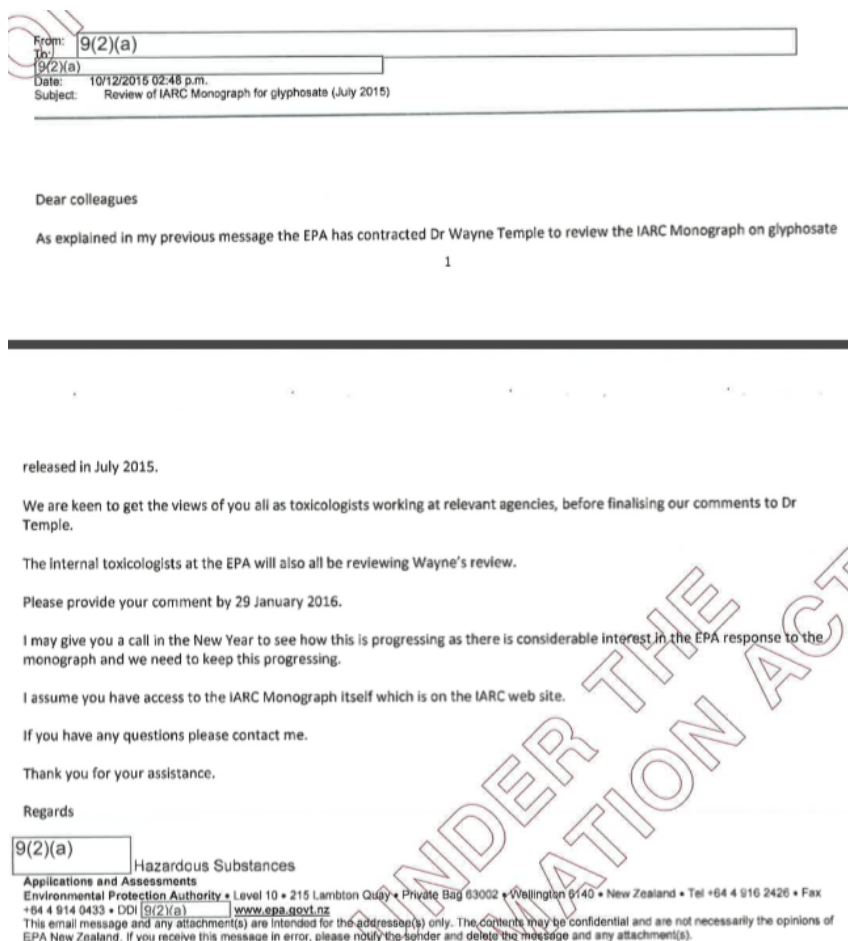 From: 9(2)(a)
To:
9(2)(a)
Date: 10/12/2015 02:48 p.m.
Subject: Review of IARC Monograph for glyphosate (July 2015)
Dear colleagues
As explained in my previous message the EPA has contracted Dr Wayne Temple to review the IARC Monograph on glyphosate
1
released in July 2015.
We are keen to get the views of you all as toxicologists working at relevant agencies, before finalising our comments to Dr
Temple.
The internal toxicologists at the EPA will also all be reviewing Wayne's review.
Please provide your comment by 29 January 2016.
I may give you a call in the New Year to see how this is progressing as there is considerable interest in the EPA response to the
monograph and we need to keep this progressing.
I assume you have access to the IARC Monograph itself which is on the IARC web site.
If you have any questions please contact me.
Thank you for your assistance.
Regards
9(2)(a)
Hazardous Substances
Applications and Assessments
Environmental Protection Authority • Level 10 • 215 Lambton Quay • Private Bag 63002 • Wellington 6140 • New Zealand • Tel +64 4 916 2426 • Fax
+64 4 914 0433 • DDI 9(2)(a) www.epa.govt.nz
This email message and any attachment(s) are intended for the addressee(s) only. The contents may be confidential and are not necessarily the opinions of
EPA New Zealand. If you receive this message in error, please notify the sender and delete the message and any attachment(s).
UNDER THE
MATION ACT